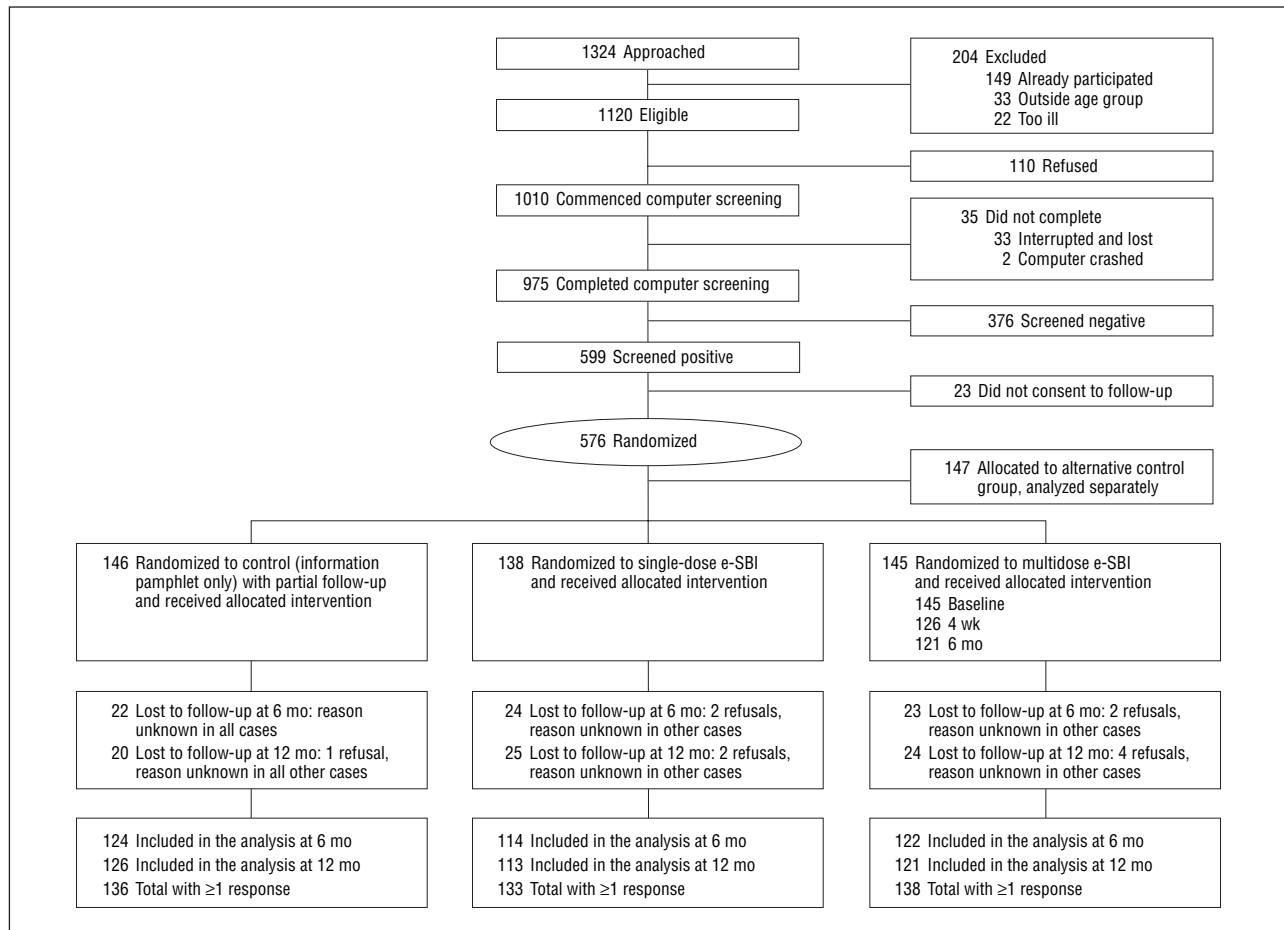 1324 Approached
204 Excluded
149 Already participated
33 Outside age group
22 Too ill
1120 Eligible
110 Refused
1010 Commenced computer screening
35 Did not complete
33 Interrupted and lost
2 Computer crashed
975 Completed computer screening
376 Screened negative
599 Screened positive
23 Did not consent to follow-up
576 Randomized
147 Allocated to alternative control
group, analyzed separately
146 Randomized to control (information
pamphlet only) with partial follow-up
and received allocated intervention
138 Randomized to single-dose e-SBI
and received allocated intervention
145 Randomized to multidose e-SBI
and received allocated intervention
145 Baseline
126 4 wk
121 6 mo
22 Lost to follow-up at 6 mo: reason
unknown in all cases
20 Lost to follow-up at 12 mo: 1 refusal,
reason unknown in all other cases
24 Lost to follow-up at 6 mo: 2 refusals,
reason unknown in other cases
25 Lost to follow-up at 12 mo: 2 refusals,
reason unknown in other cases
23 Lost to follow-up at 6 mo: 2 refusals,
reason unknown in other cases
24 Lost to follow-up at 12 mo: 4 refusals,
reason unknown in other cases
124 Included in the analysis at 6 mo
126 Included in the analysis at 12 mo
136 Total with ≥1 response
114 Included in the analysis at 6 mo
113 Included in the analysis at 12 mo
133 Total with ≥1 response
122 Included in the analysis at 6 mo
121 Included in the analysis at 12 mo
138 Total with ≥1 response